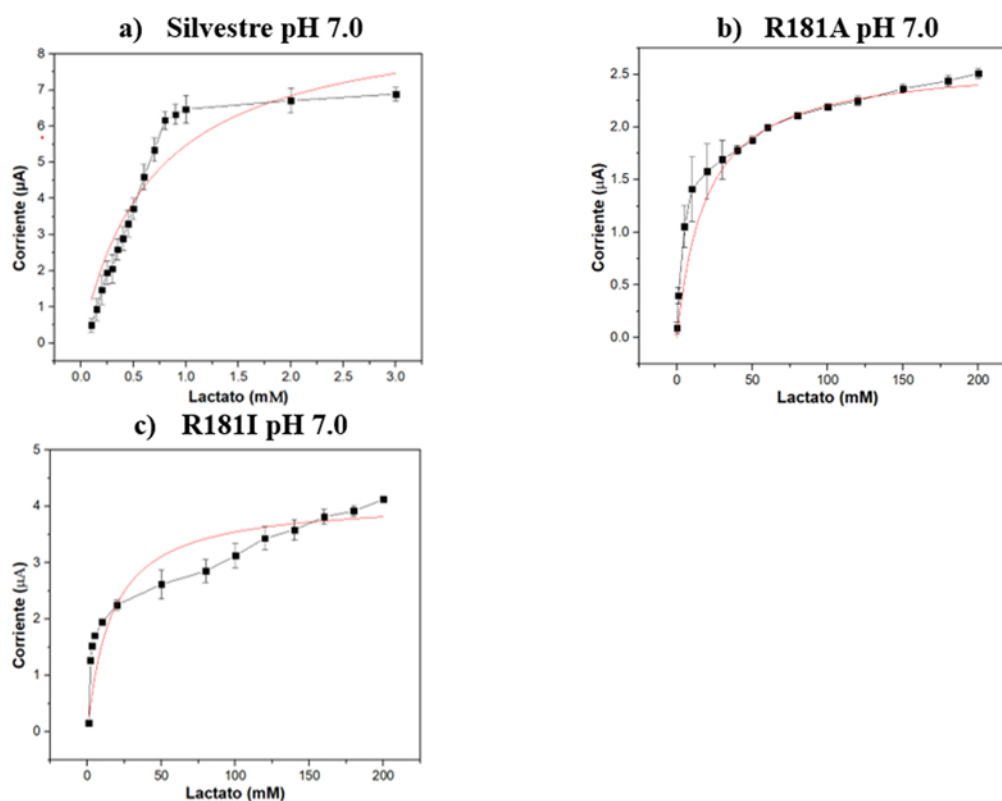 a) Silvestre pH 7.0
8
7
6
5
4
3
2
1
0
Corriente (µA)
0.0 0.5 1.0 1.5 2.0 2.5 3.0
Lactato (mM)
b) R181A pH 7.0
2.5
2.0
1.5
1.0
0.5
0.0
Corriente (µA)
0 50 100 150 200
Lactato (mM)
c) R181I pH 7.0
5
4
3
2
1
0
Corriente (µA)
0 50 100 150 200
Lactato (mM)